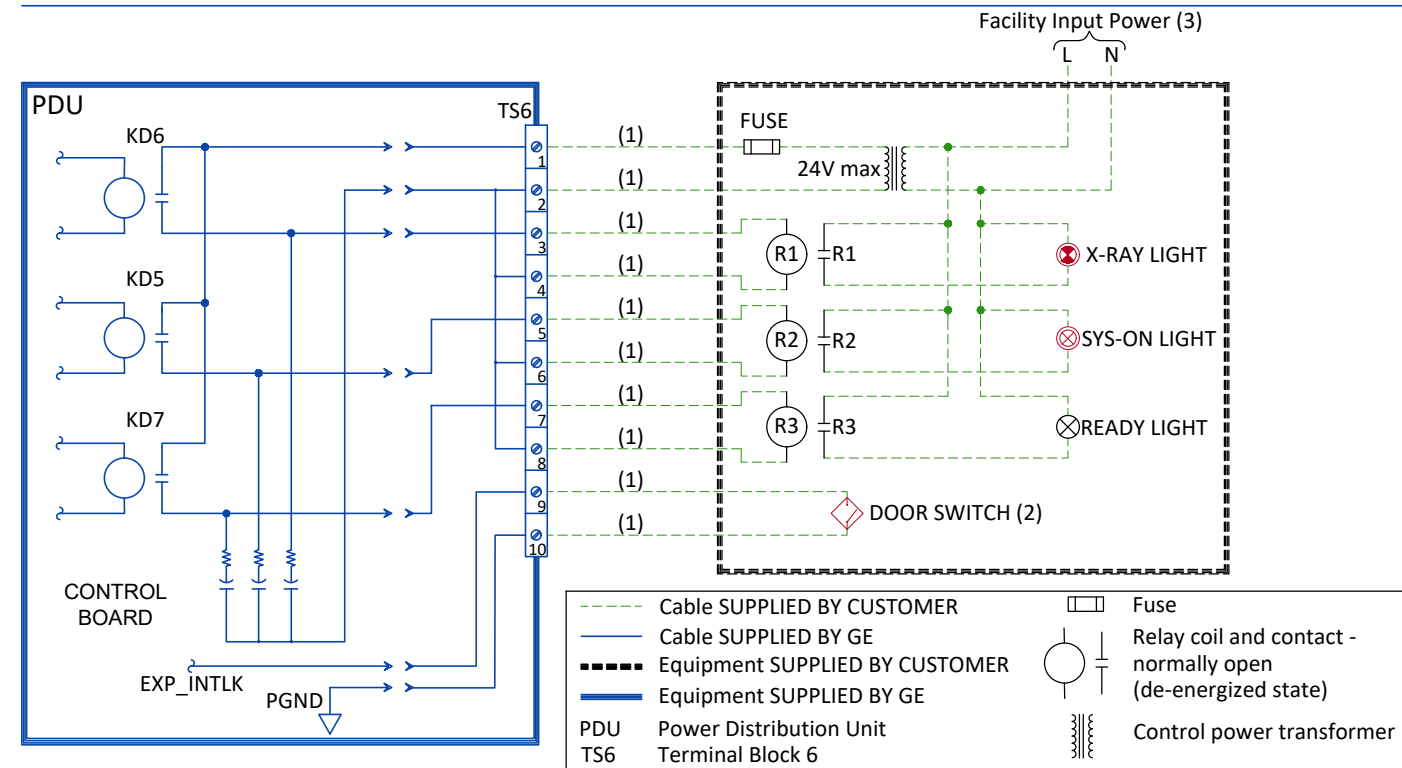 Facility Input Power (3)
L N
PDU
TS6
KD6
KD5
KD7
CONTROL
BOARD
EXP_INTLK
PGND
1
2
3
4
5
6
7
8
9
10
(1)
(1)
(1)
(1)
(1)
(1)
(1)
(1)
(1)
(1)
FUSE
24V max
R1 R1 X-RAY LIGHT
R2 R2 SYS-ON LIGHT
R3 R3 READY LIGHT
DOOR SWITCH (2)
Cable SUPPLIED BY CUSTOMER
Cable SUPPLIED BY GE
Equipment SUPPLIED BY CUSTOMER
Equipment SUPPLIED BY GE
PDU Power Distribution Unit
TS6 Terminal Block 6
Fuse
Relay coil and contact -
normally open
(de-energized state)
Control power transformer